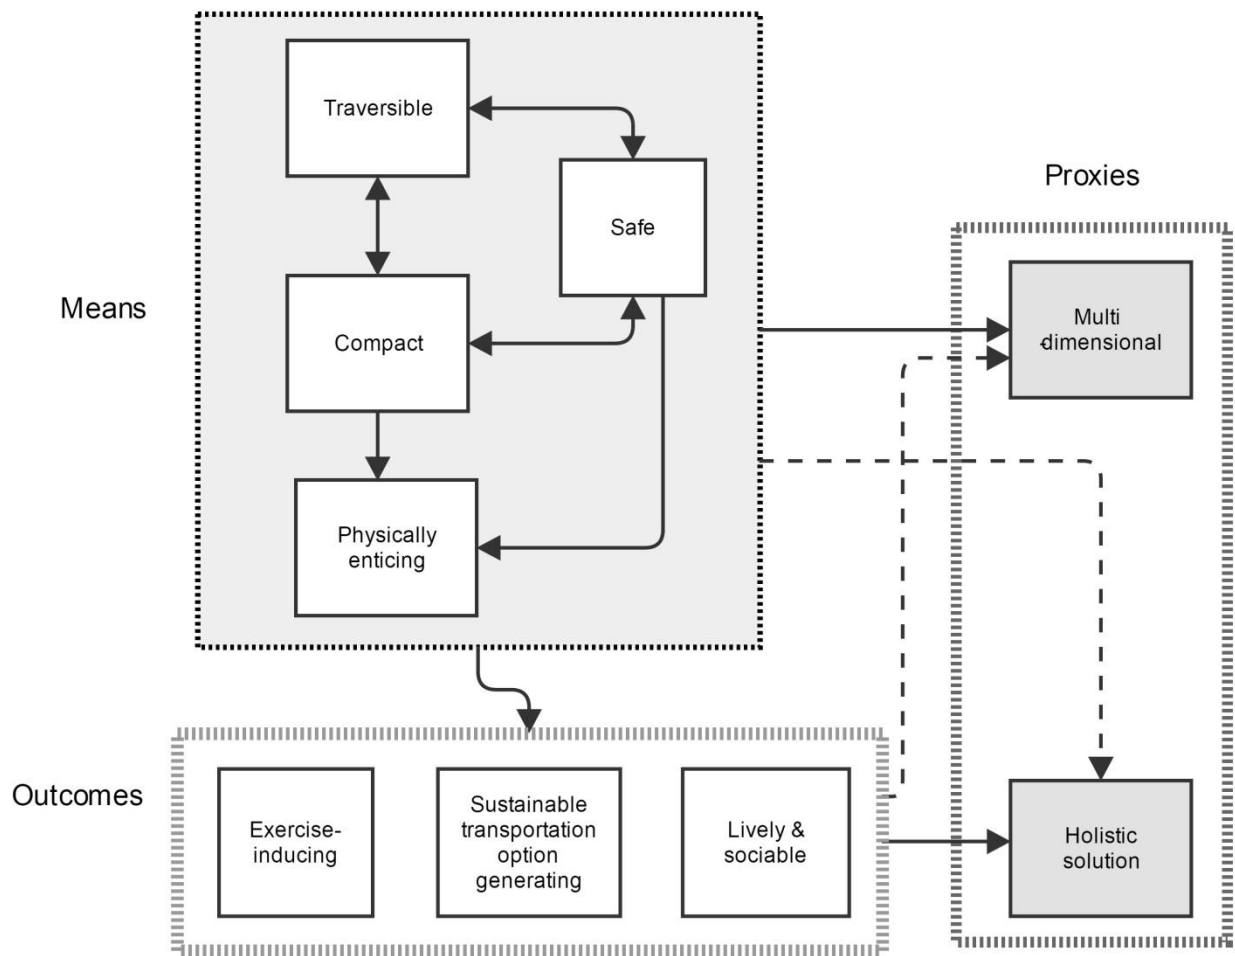 Traversible
Safe
Proxies
Means
Compact
Multi
-dimensional
Physically
enticing
Outcomes
Exercise-
inducing
Sustainable
transportation
option
generating
Lively &
sociable
Holistic
solution